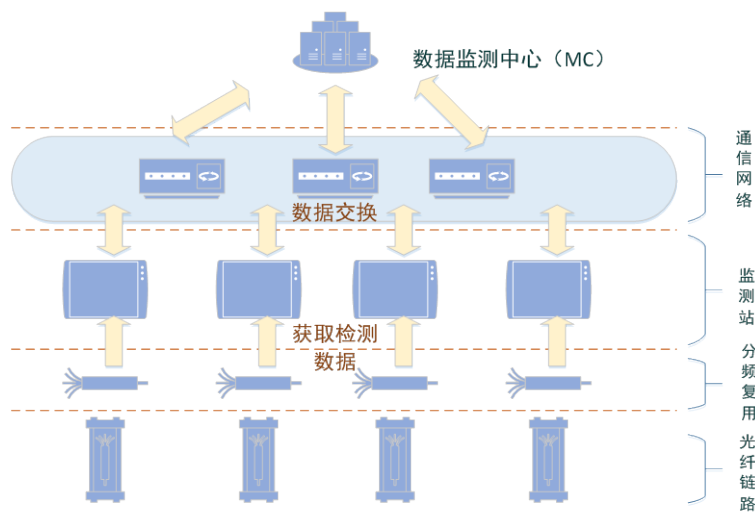 数据监测中心（MC）
通信网络
数据交换
监测站
获取检测
数据
分频复用
光纤链路